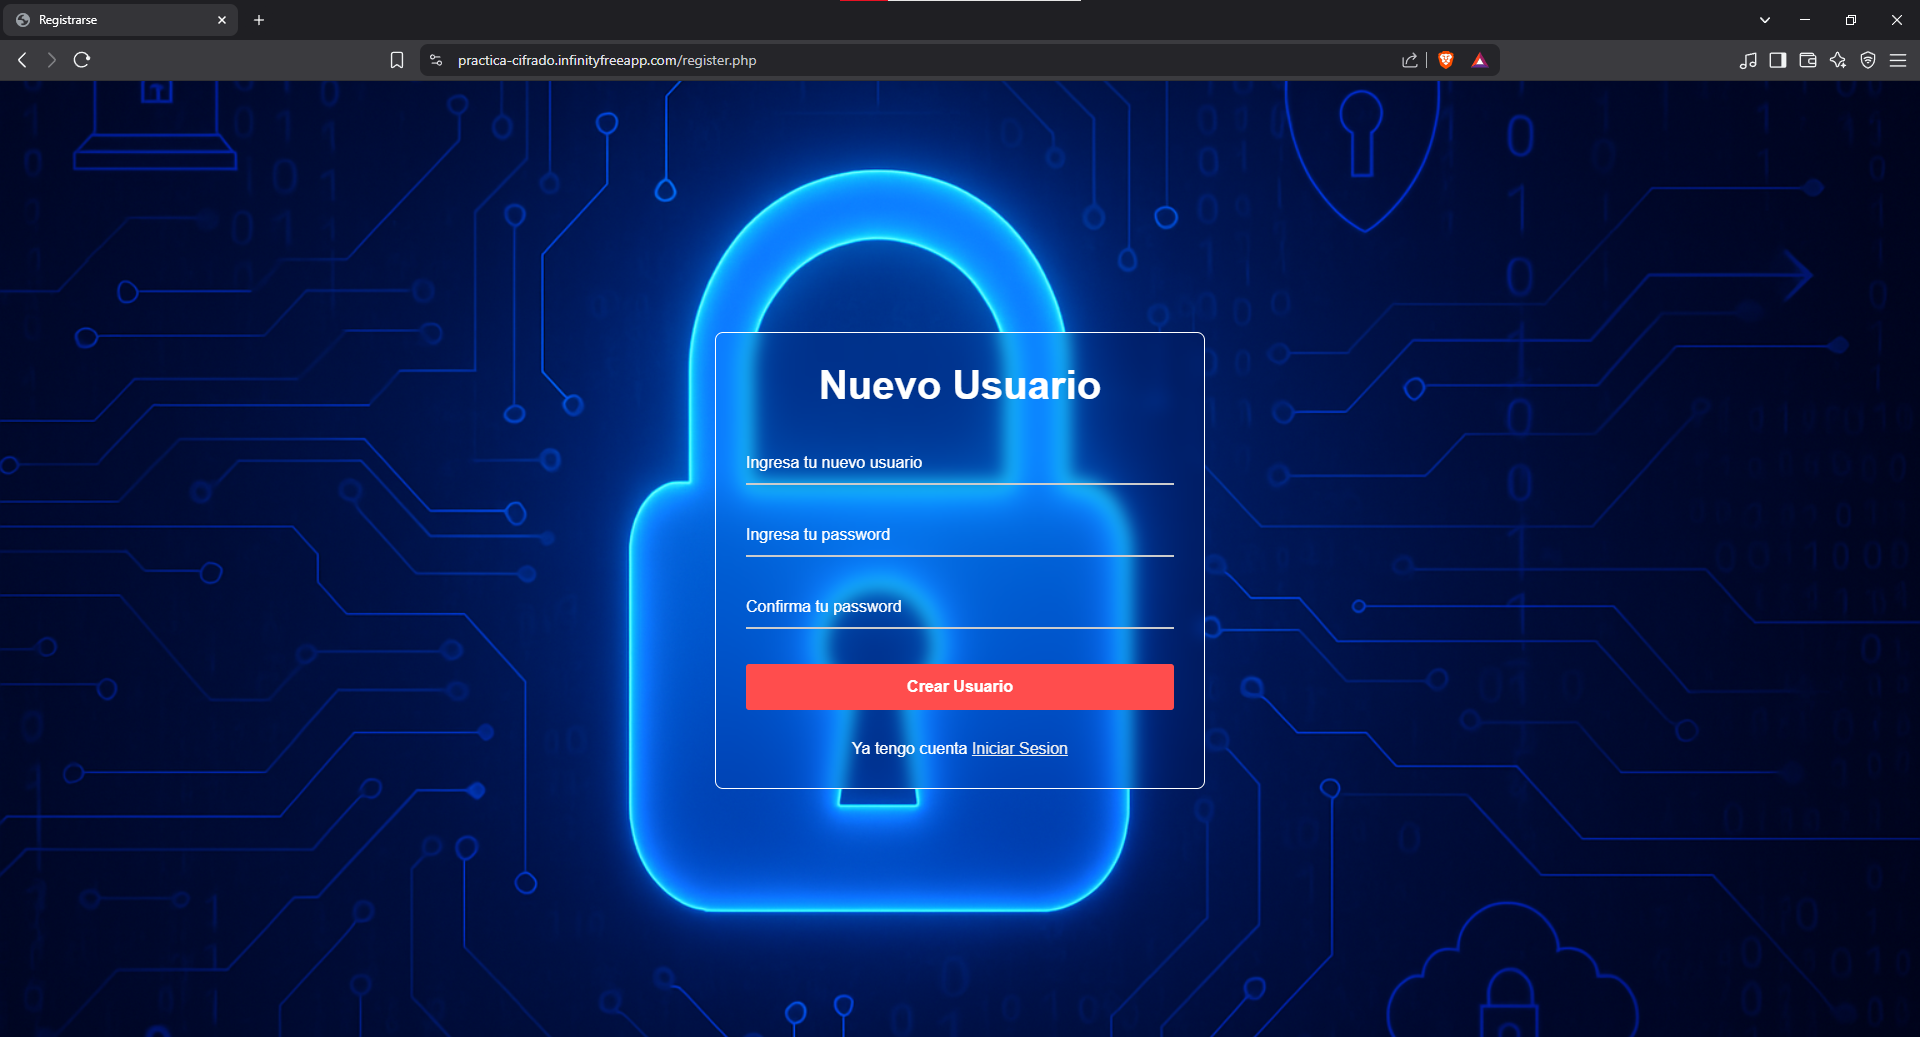 Registrarse
practica-cifrado.infinityfreeapp.com/register.php
Nuevo Usuario
Ingresa tu nuevo usuario
Ingresa tu password
Confirma tu password
Crear Usuario
Ya tengo cuenta Iniciar Sesion